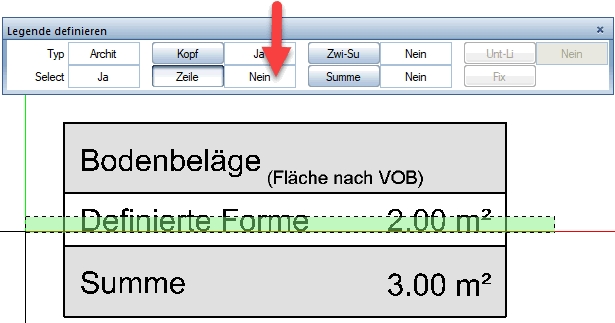 Legende definieren
Typ Archit Kopf Ja Zwi-Su Nein Unt-Li Nein
Select Ja Zeile Nein Summe Nein Fix
Bodenbeläge (Fläche nach VOB)
Definierte Forme 2.00 m²
Summe 3.00 m²